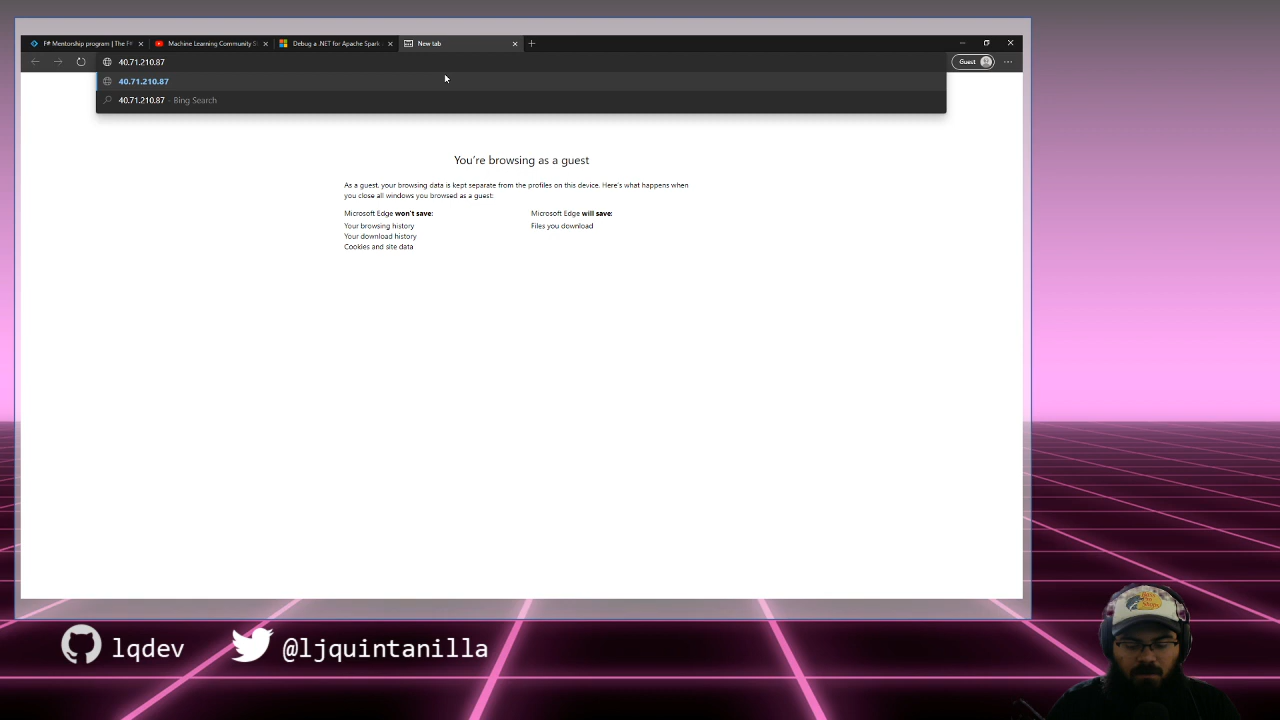 F# Mentorship program | The F#
Machine Learning Community S
Debug a .NET for Apache Spark
New tab
40.71.210.87
Guest
40.71.210.87
40.71.210.87 - Bing Search
You're browsing as a guest
As a guest, your browsing data is kept separate from the profiles on this device. Here's what happens when
you close all windows you browsed as a guest:
Microsoft Edge won't save:
Your browsing history
Your download history
Cookies and site data
Microsoft Edge will save:
Files you download
lqdev
@ljquintanilla